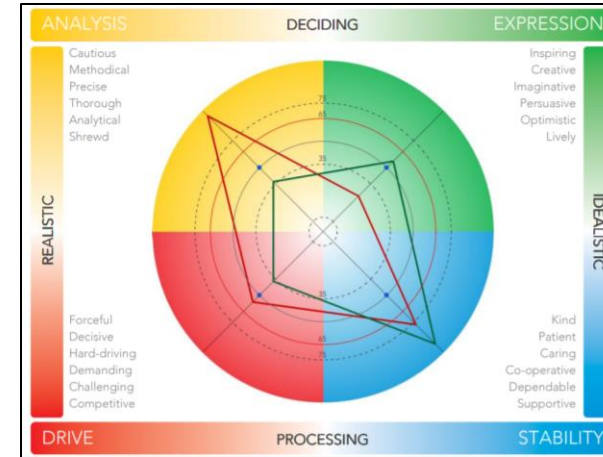 ANALYSIS DECIDING EXPRESSION
Cautious
Methodical
Precise
Thorough
Analytical
Shrewd
Inspiring
Creative
Imaginative
Persuasive
Optimistic
Lively
REALISTIC
IDEALISTIC
75
65
35
35
65
75
Forceful
Decisive
Hard-driving
Demanding
Challenging
Competitive
Kind
Patient
Caring
Co-operative
Dependable
Supportive
DRIVE PROCESSING STABILITY